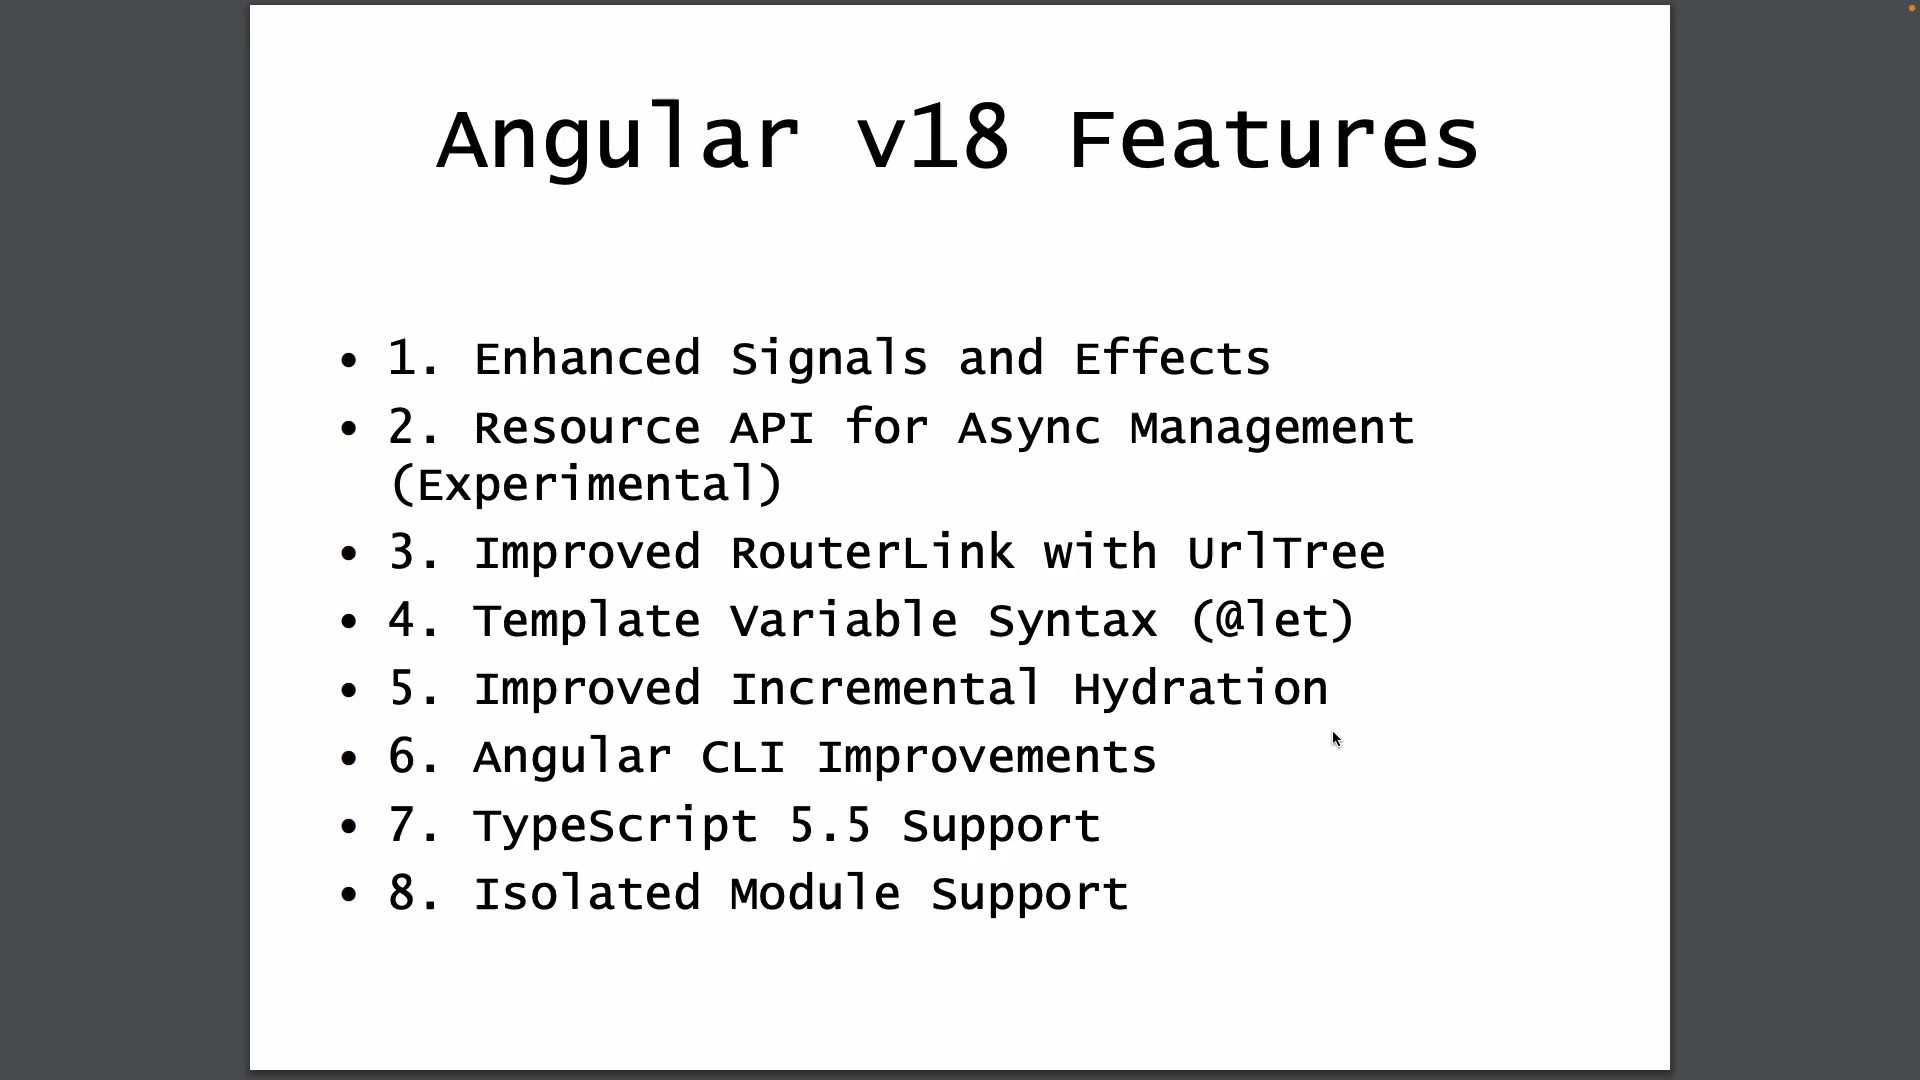 Angular v18 Features
• 1. Enhanced Signals and Effects
• 2. Resource API for Async Management
(Experimental)
• 3. Improved RouterLink with UrlTree
• 4. Template Variable Syntax (@let)
• 5. Improved Incremental Hydration
• 6. Angular CLI Improvements
• 7. TypeScript 5.5 Support
• 8. Isolated Module Support